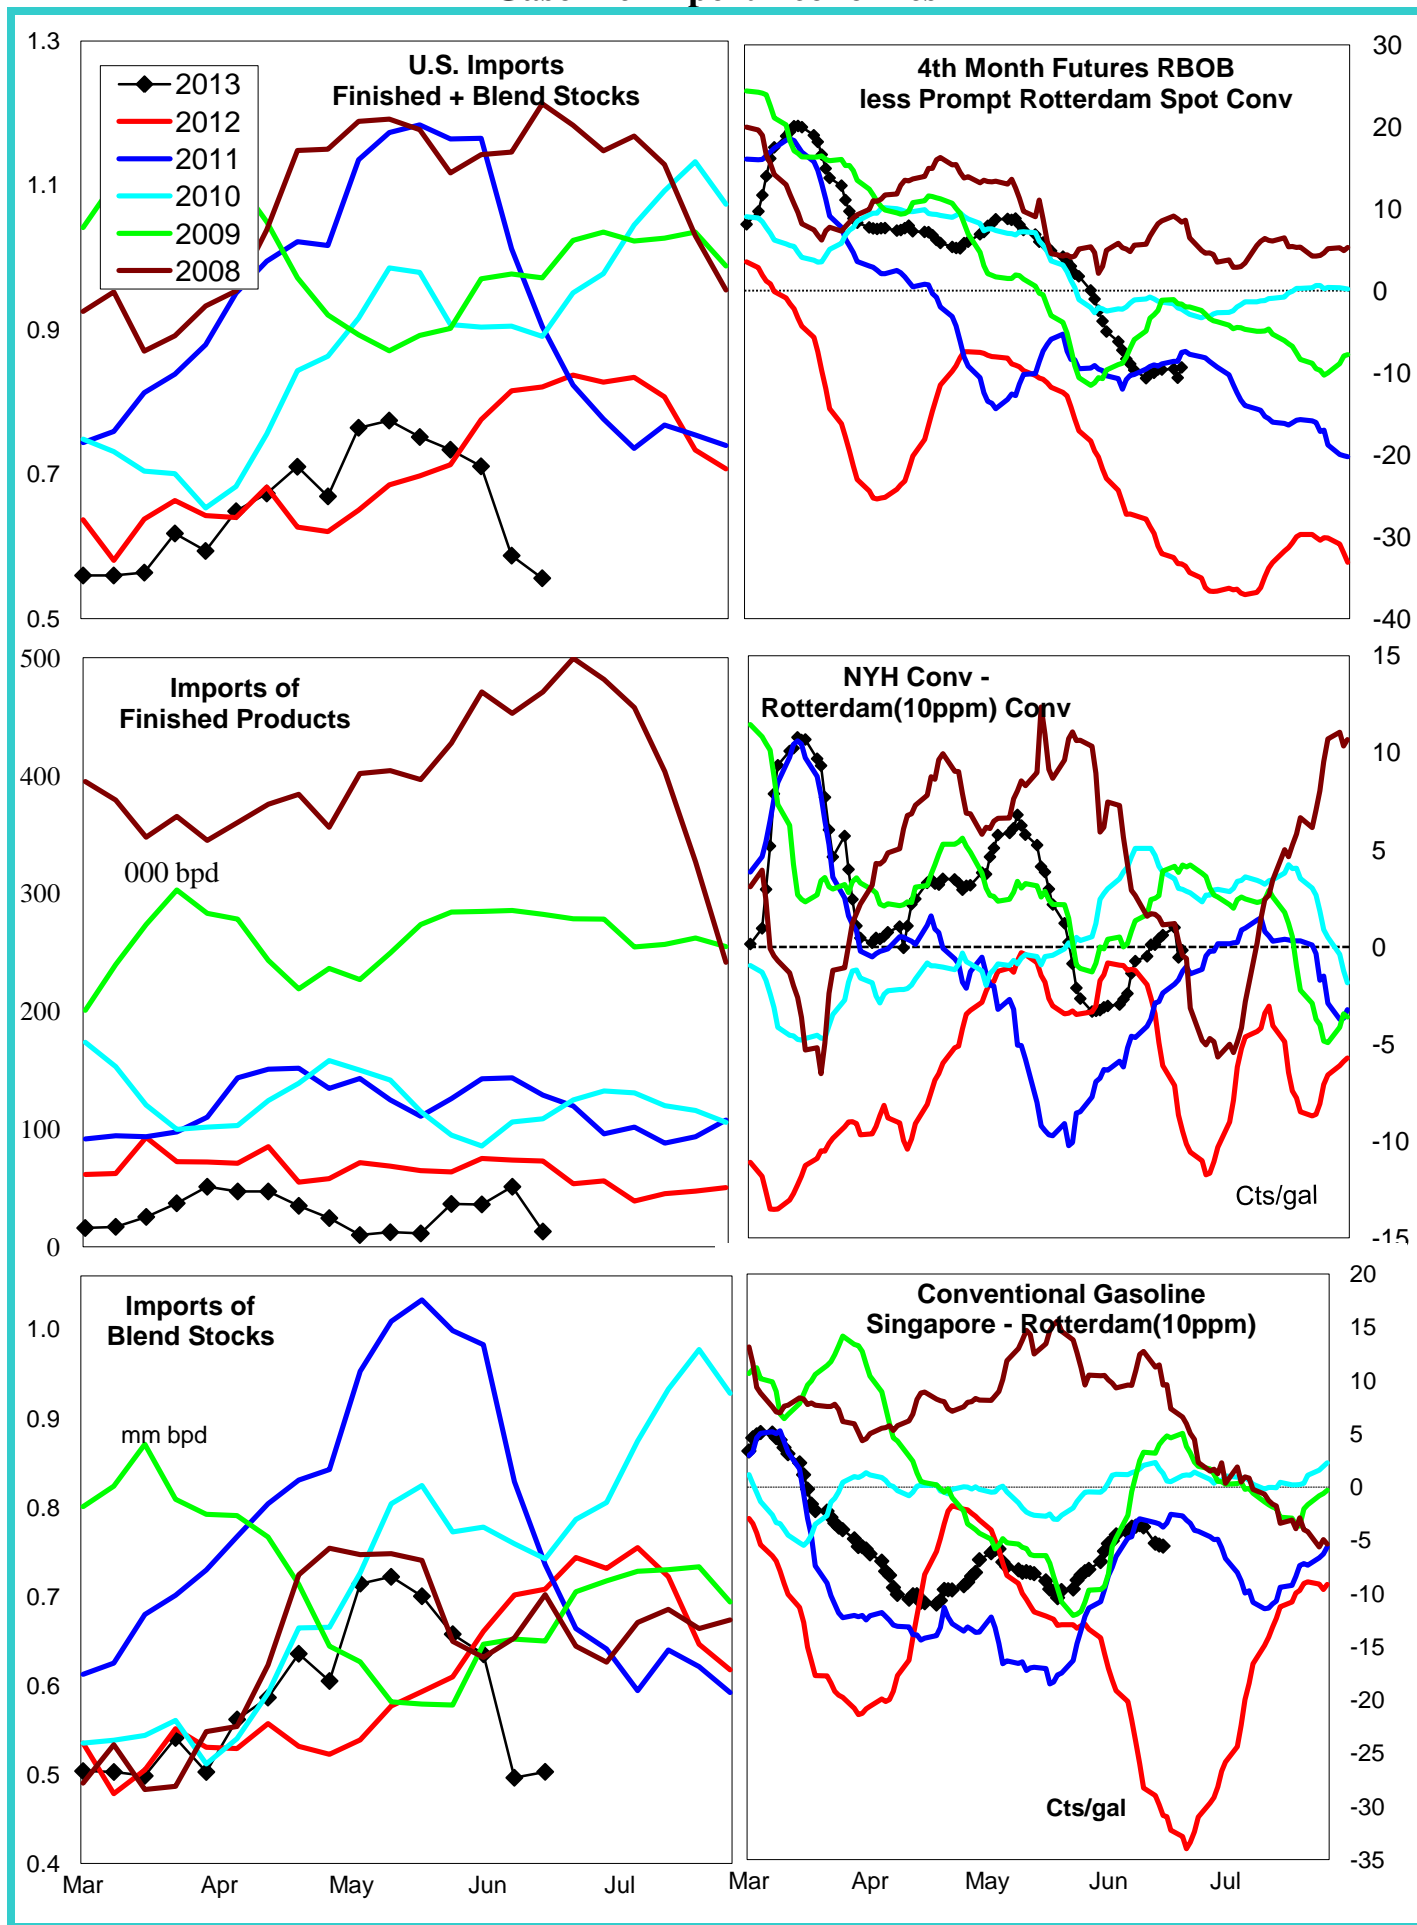 1.3
1.1
0.9
0.7
0.5
U.S. Imports
Finished + Blend Stocks
2013
2012
2011
2010
2009
2008
4th Month Futures RBOB
less Prompt Rotterdam Spot Conv
30
20
10
0
-10
-20
-30
-40
500
400
300
200
100
0
Imports of
Finished Products
000 bpd
NYH Conv -
Rotterdam(10ppm) Conv
Cts/gal
15
10
5
0
-5
-10
-15
1.0
0.9
0.8
0.7
0.6
0.5
0.4
Imports of
Blend Stocks
mm bpd
Mar Apr May Jun Jul
Conventional Gasoline
Singapore - Rotterdam(10ppm)
Cts/gal
20
15
10
5
0
-5
-10
-15
-20
-25
-30
-35
Mar Apr May Jun Jul